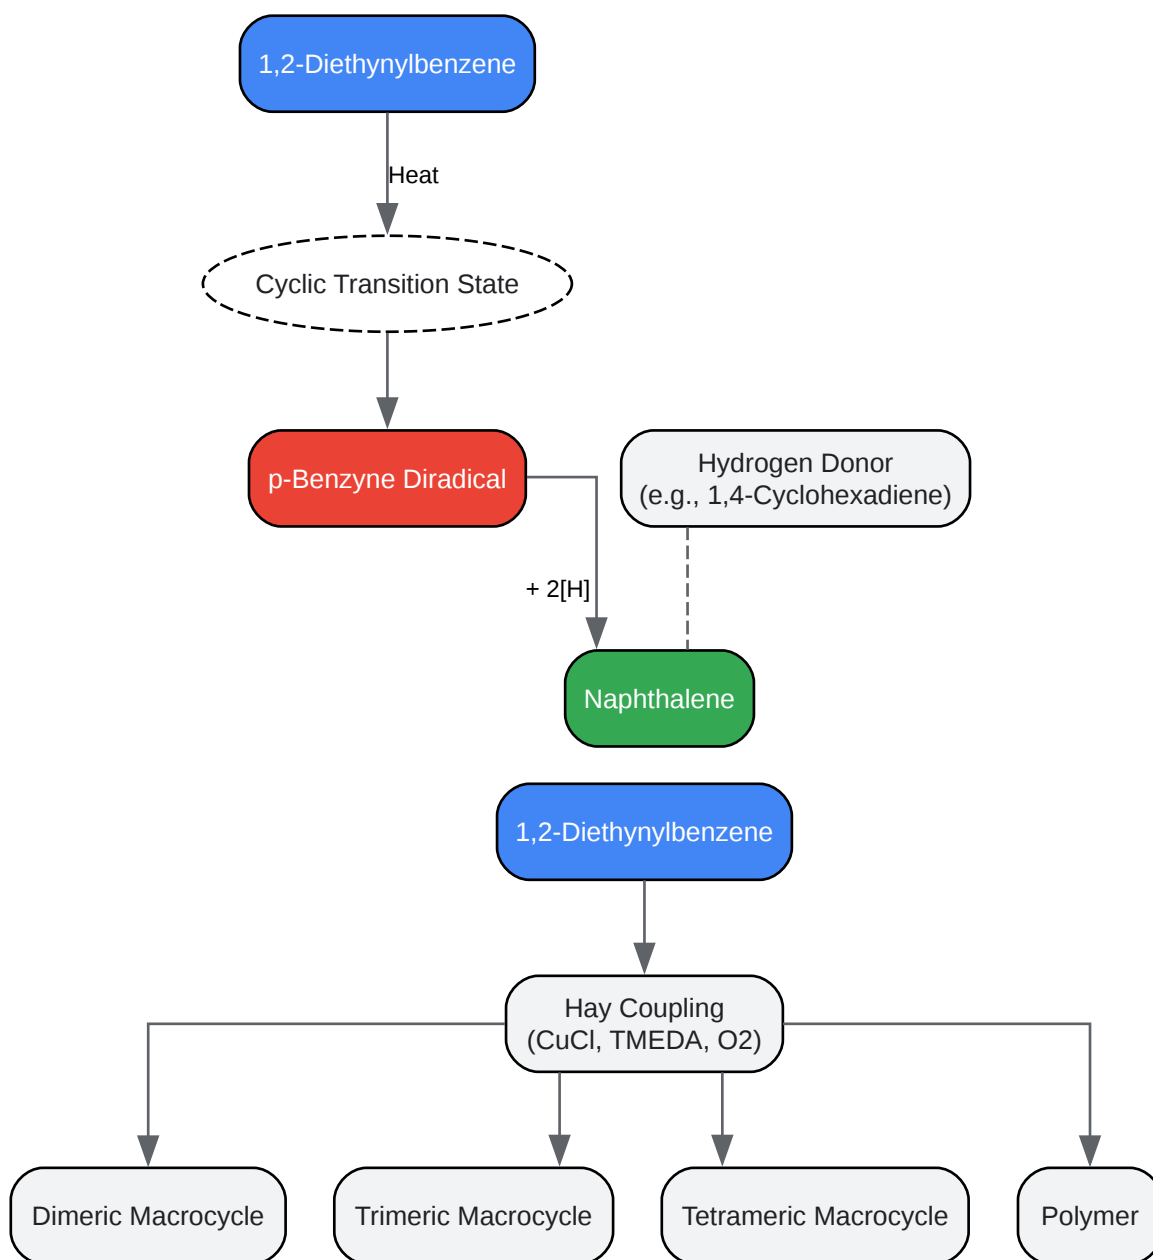 1,2-Diethynylbenzene
Heat
Cyclic Transition State
p-Benzyne Diradical
Hydrogen Donor
(e.g., 1,4-Cyclohexadiene)
+ 2[H]
Naphthalene
1,2-Diethynylbenzene
Hay Coupling
(CuCl, TMEDA, O2)
Dimeric Macrocycle
Trimeric Macrocycle
Tetrameric Macrocycle
Polymer